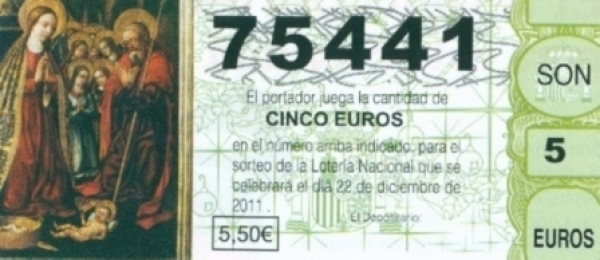 75441
El portador juega la cantidad de
CINCO EUROS
en el número arriba indicado, para el
sorteo de la Lotería Nacional que se
celebrará el día 22 de diciembre de
2011.
El Depositario:
5,50€
SON
5
EUROS